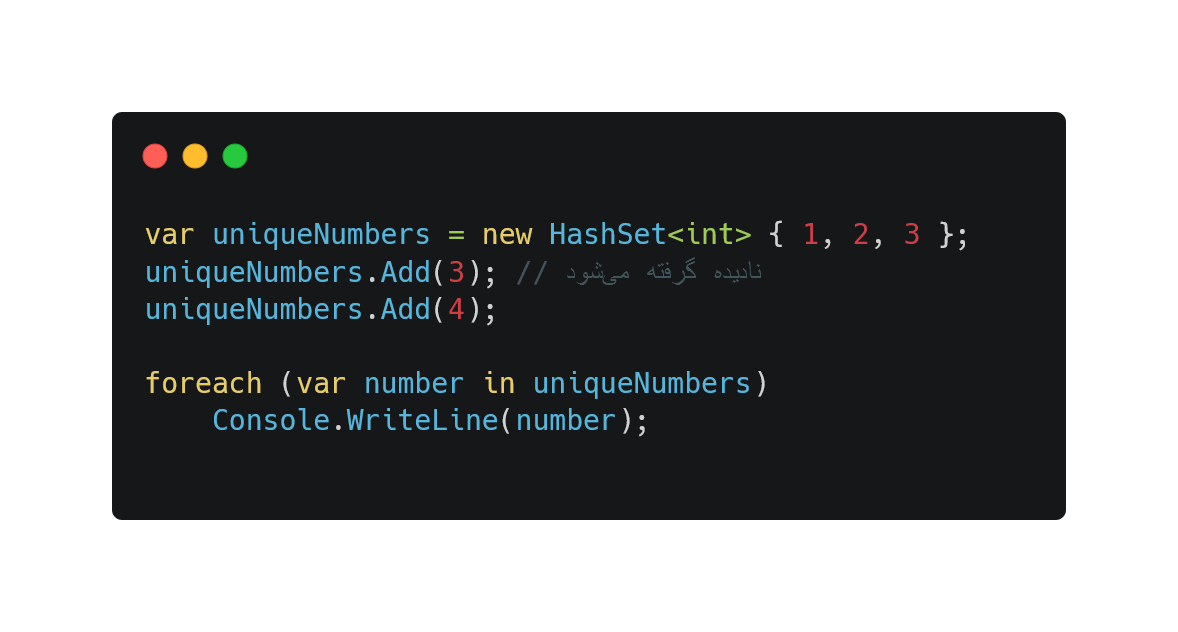 var uniqueNumbers = new HashSet<int> { 1, 2, 3 };
uniqueNumbers.Add(3); // نادیده گرفته می‌شود
uniqueNumbers.Add(4);
foreach (var number in uniqueNumbers)
    Console.WriteLine(number);